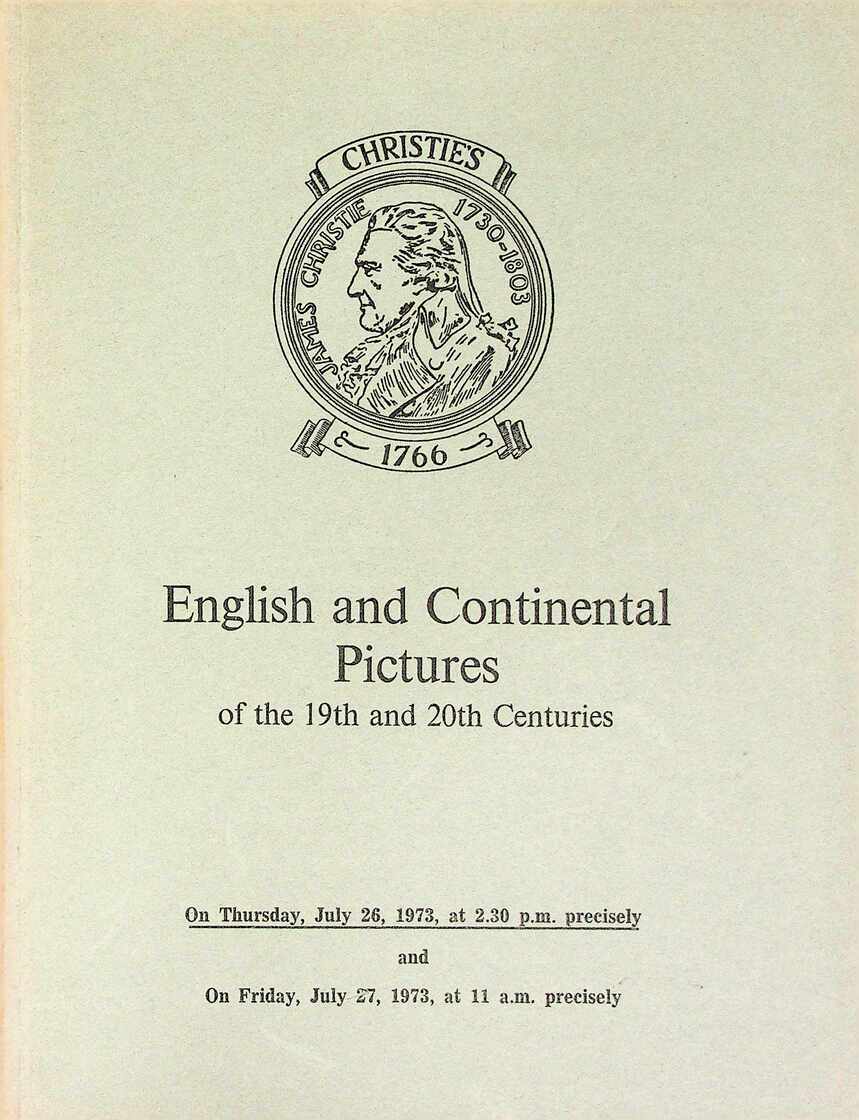 CHRISTIE'S
JAMES CHRISTIE 1730-1803
1766
English and Continental
Pictures
of the 19th and 20th Centuries
On Thursday, July 26, 1973, at 2.30 p.m. precisely
and
On Friday, July 27, 1973, at 11 a.m. precisely